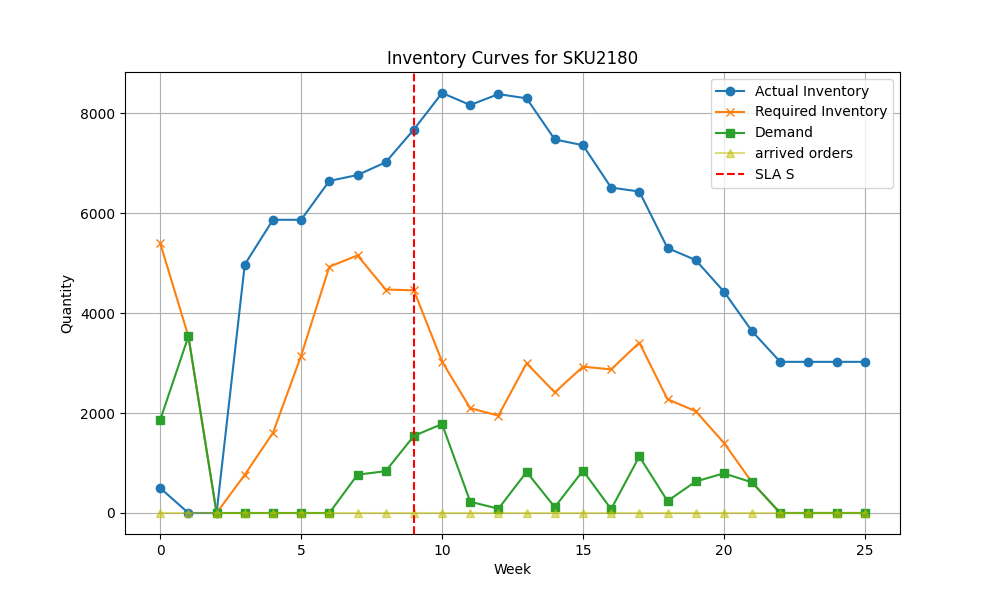 Inventory Curves for SKU2180
Actual Inventory
Required Inventory
Demand
arrived orders
SLA S
Quantity
8000
6000
4000
2000
0
0 5 10 15 20 25
Week